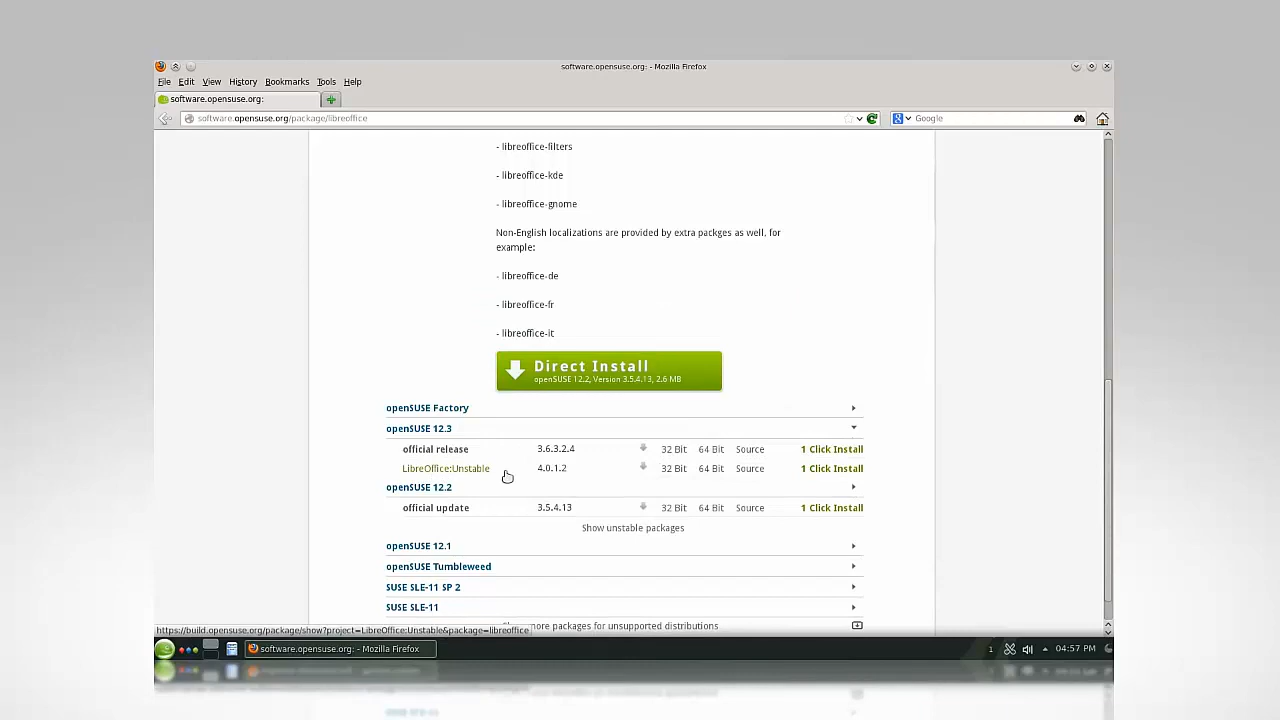 software.opensuse.org: - Mozilla Firefox
File Edit View History Bookmarks Tools Help
software.opensuse.org:
software.opensuse.org/package/libreoffice
Google
- libreoffice-filters
- libreoffice-kde
- libreoffice-gnome
Non-English localizations are provided by extra packges as well, for
example:
- libreoffice-de
- libreoffice-fr
- libreoffice-it
Direct Install
openSUSE 12.2, Version 3.5.4.13, 2.6 MB
openSUSE Factory
openSUSE 12.3
official release 3.6.3.2.4 32 Bit 64 Bit Source 1 Click Install
LibreOffice:Unstable 4.0.1.2 32 Bit 64 Bit Source 1 Click Install
openSUSE 12.2
official update 3.5.4.13 32 Bit 64 Bit Source 1 Click Install
Show unstable packages
openSUSE 12.1
openSUSE Tumbleweed
SUSE SLE-11 SP 2
SUSE SLE-11
more packages for unsupported distributions
https://build.opensuse.org/package/show?project=LibreOffice:Unstable&package=libreoffice
software.opensuse.org: - Mozilla Firefox
1
04:57 PM